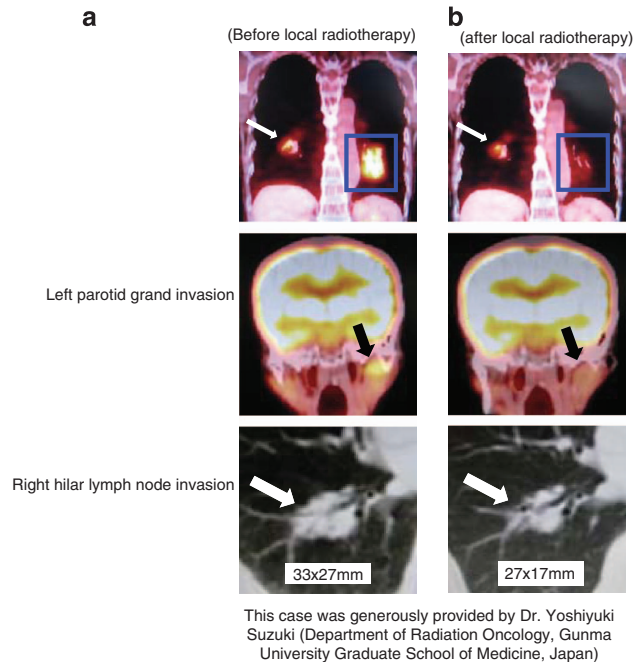 a
b
(Before local radiotherapy)
(after local radiotherapy)
Left parotid grand invasion
Right hilar lymph node invasion
33x27mm
27x17mm
This case was generously provided by Dr. Yoshiyuki
Suzuki (Department of Radiation Oncology, Gunma
University Graduate School of Medicine, Japan)